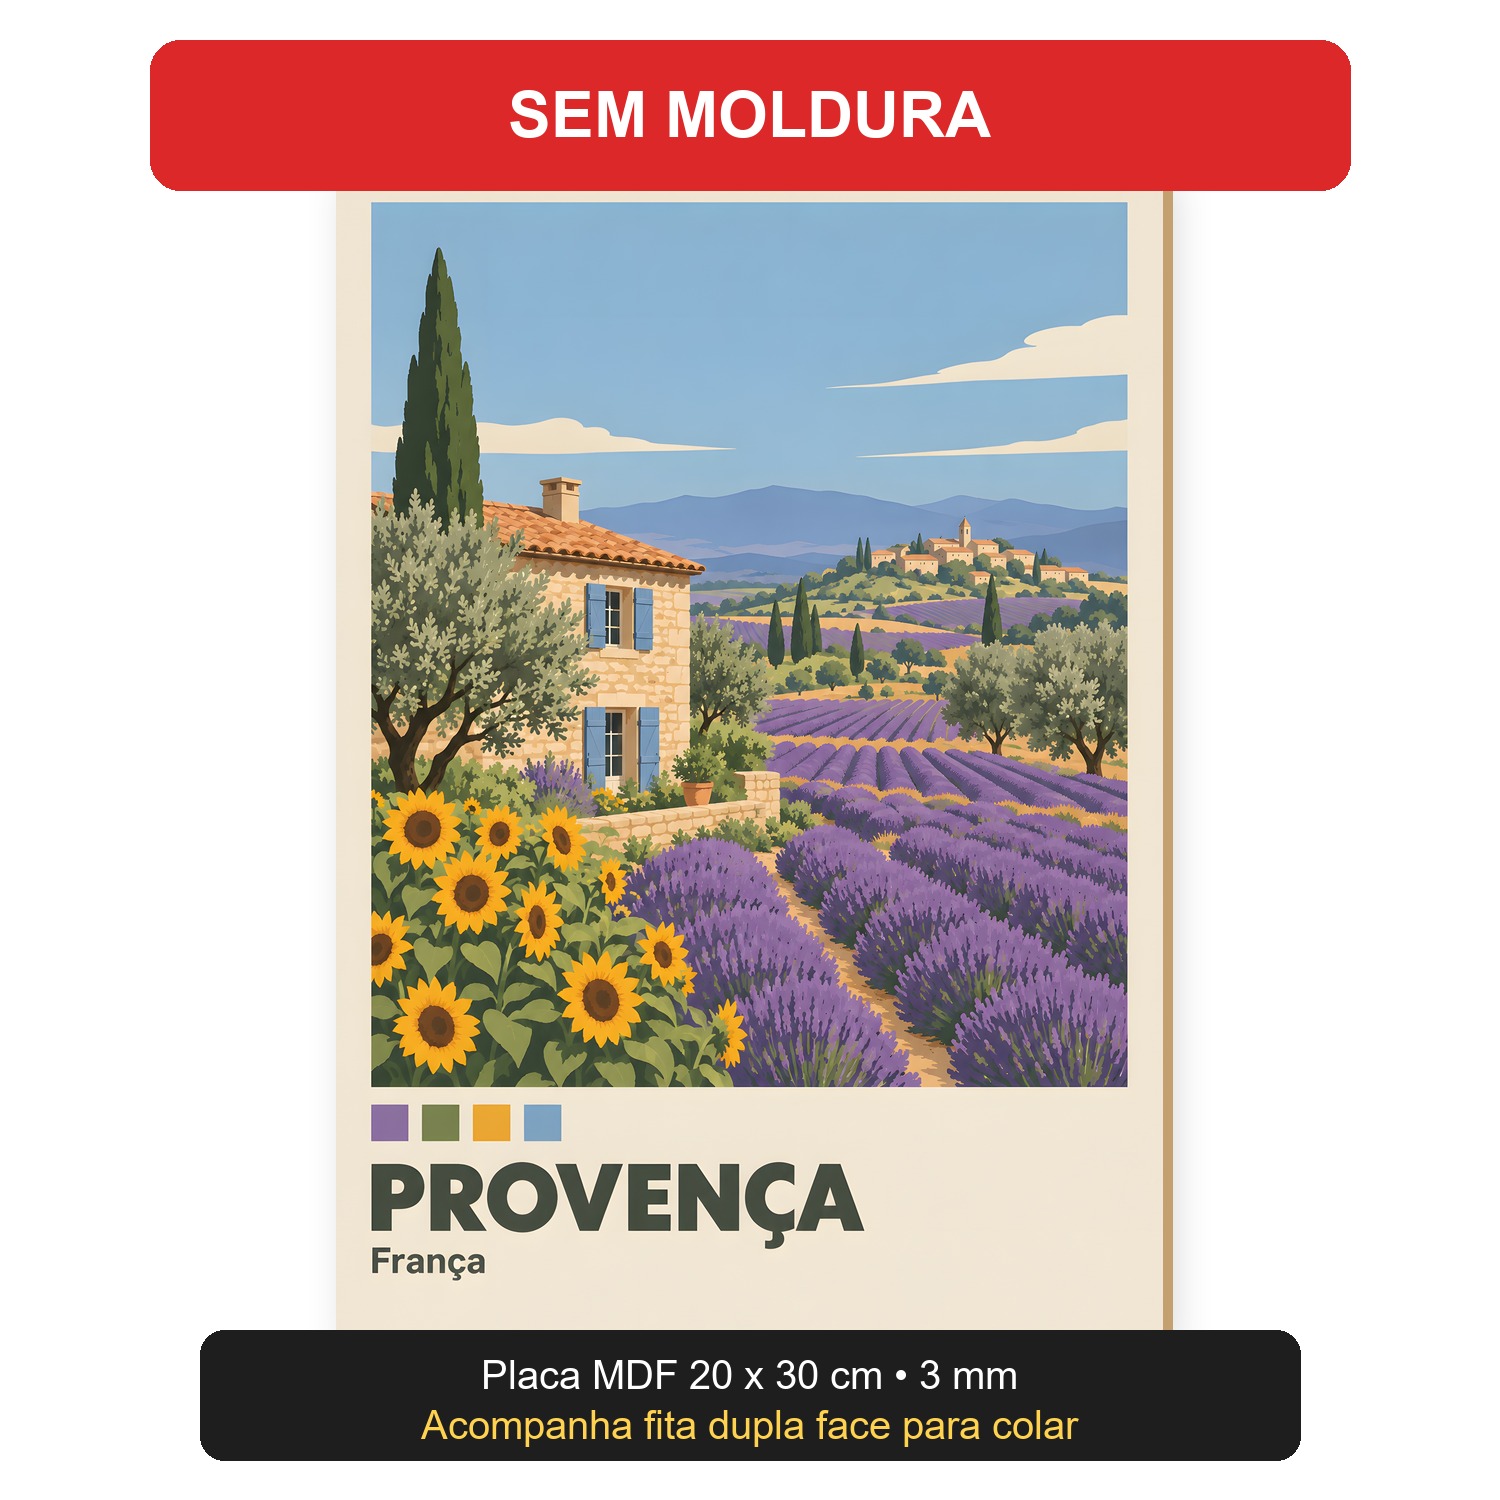 SEM MOLDURA
PROVENÇA
França
Placa MDF 20 x 30 cm • 3 mm
Acompanha fita dupla face para colar